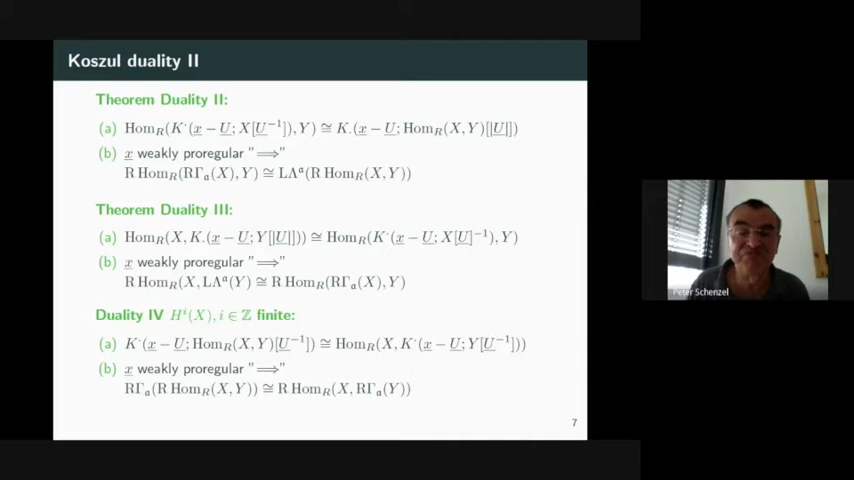 Koszul duality II
Theorem Duality II:
(a) Hom_R(K^·(x − U; X[U^{-1}]), Y) ≅ K.(x − U; Hom_R(X, Y)[|U|])
(b) x weakly proregular "⟹"
R Hom_R(RΓ_𝔞(X), Y) ≅ LΛ^𝔞(R Hom_R(X, Y))
Theorem Duality III:
(a) Hom_R(X, K.(x − U; Y[|U|])) ≅ Hom_R(K^·(x − U; X[U]^{-1}), Y)
(b) x weakly proregular "⟹"
R Hom_R(X, LΛ^𝔞(Y) ≅ R Hom_R(RΓ_𝔞(X), Y)
Duality IV H^i(X), i ∈ ℤ finite:
(a) K^·(x − U; Hom_R(X, Y)[U^{-1}]) ≅ Hom_R(X, K^·(x − U; Y[U^{-1}]))
(b) x weakly proregular "⟹"
RΓ_𝔞(R Hom_R(X, Y)) ≅ R Hom_R(X, RΓ_𝔞(Y))
7
Peter Schenzel